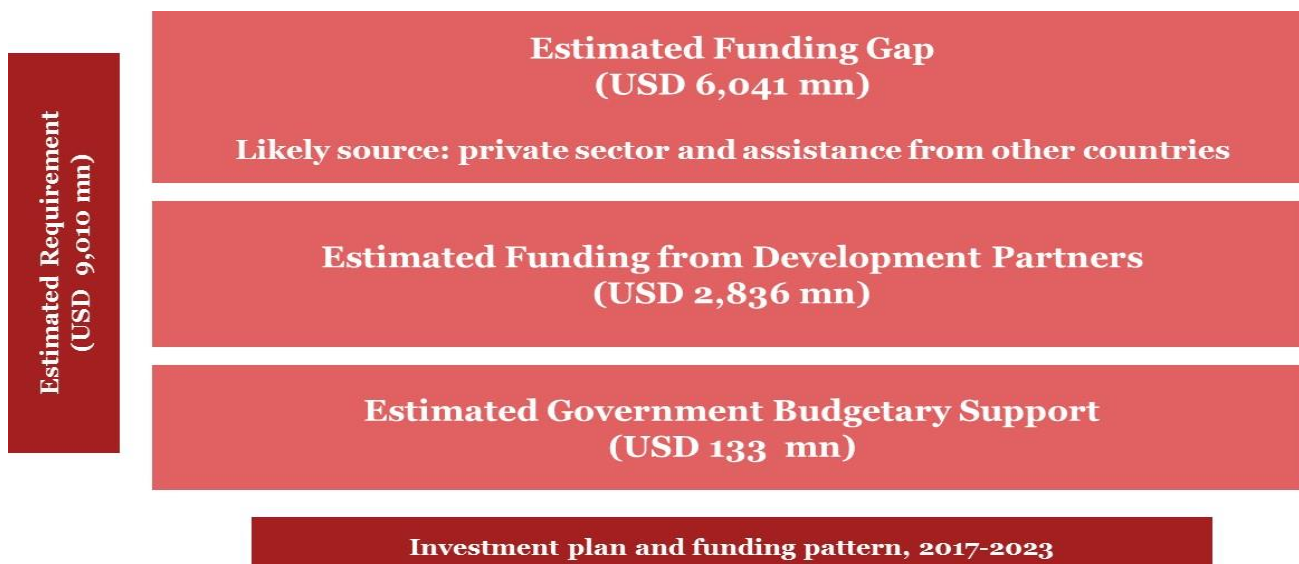 Estimated Requirement
(USD 9,010 mn)
Estimated Funding Gap
(USD 6,041 mn)
Likely source: private sector and assistance from other countries
Estimated Funding from Development Partners
(USD 2,836 mn)
Estimated Government Budgetary Support
(USD 133 mn)
Investment plan and funding pattern, 2017-2023